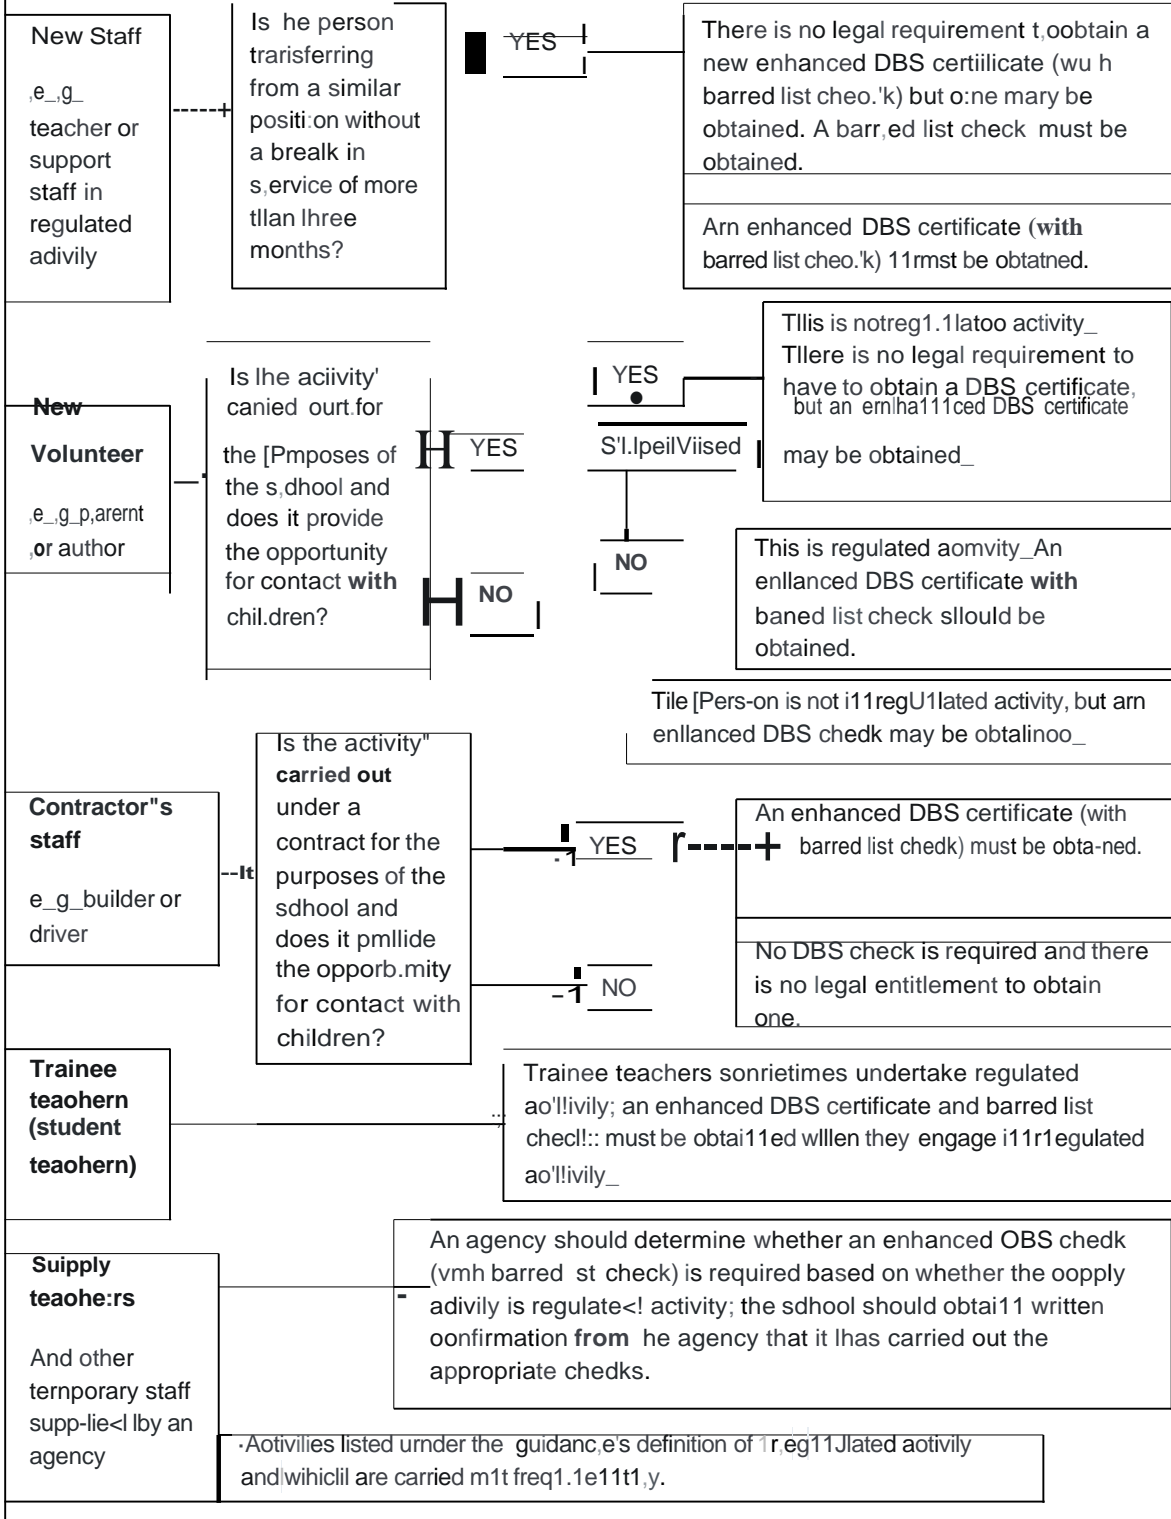 New Staff
,e_,g_
teacher or
support
staff in
regulated
adivily
Is he person
trarisferring
from a similar
positi:on without
a brealk in
s,ervice of more
tllan lhree
months?
YES
There is no legal requirement t,oobtain a
new enhanced DBS certiilicate (wu h
barred list cheo.'k) but o:ne mary be
obtained. A barr,ed list check must be
obtained.
Arn enhanced DBS certificate (with
barred list cheo.'k) 11rmst be obtatned.
New
Volunteer
,e_,g_p,arernt
,or author
Is lhe aciivity'
canied ourt.for
the [Pmposes of
the s,dhool and
does it provide
the opportunity
for contact with
chil.dren?
H YES
H NO
YES
S'l.lpeilViised
NO
Tllis is notreg1.1latoo activity_
Tllere is no legal requirement to
have to obtain a DBS certificate,
but an ernlha111ced DBS certificate
may be obtained_
This is regulated aomvity_An
enllanced DBS certificate with
baned list check sllould be
obtained.
Tile [Pers-on is not i11regU1lated activity, but arn
enllanced DBS chedk may be obtalinoo_
Contractor"s
staff
e_g_builder or
driver
--lt
Is the activity"
carried out
under a
contract for the
purposes of the
sdhool and
does it pmllide
the opporb.mity
for contact with
children?
-1 YES r----+
-1 NO
An enhanced DBS certificate (with
barred list chedk) must be obta-ned.
No DBS check is required and there
is no legal entitlement to obtain
one.
Trainee
teaohern
(student
teaohern)
Trainee teachers sonrietimes undertake regulated
ao'l!ivily; an enhanced DBS certificate and barred list
checl!:: must be obtai11ed wlllen they engage i11r1egulated
ao'l!ivily_
Suipply
teaohe:rs
And other
ternporary staff
supp-lie<l lby an
agency
An agency should determine whether an enhanced OBS chedk
(vmh barred st check) is required based on whether the oopply
adivily is regulate<! activity; the sdhool should obtai11 written
oonfirmation from he agency that it lhas carried out the
appropriate chedks.
·Aotivilies listed urnder the guidanc,e's definition of 1r,eg11Jlated aotivily
and wihiclil are carried m1t freq1.1e11t1,y.